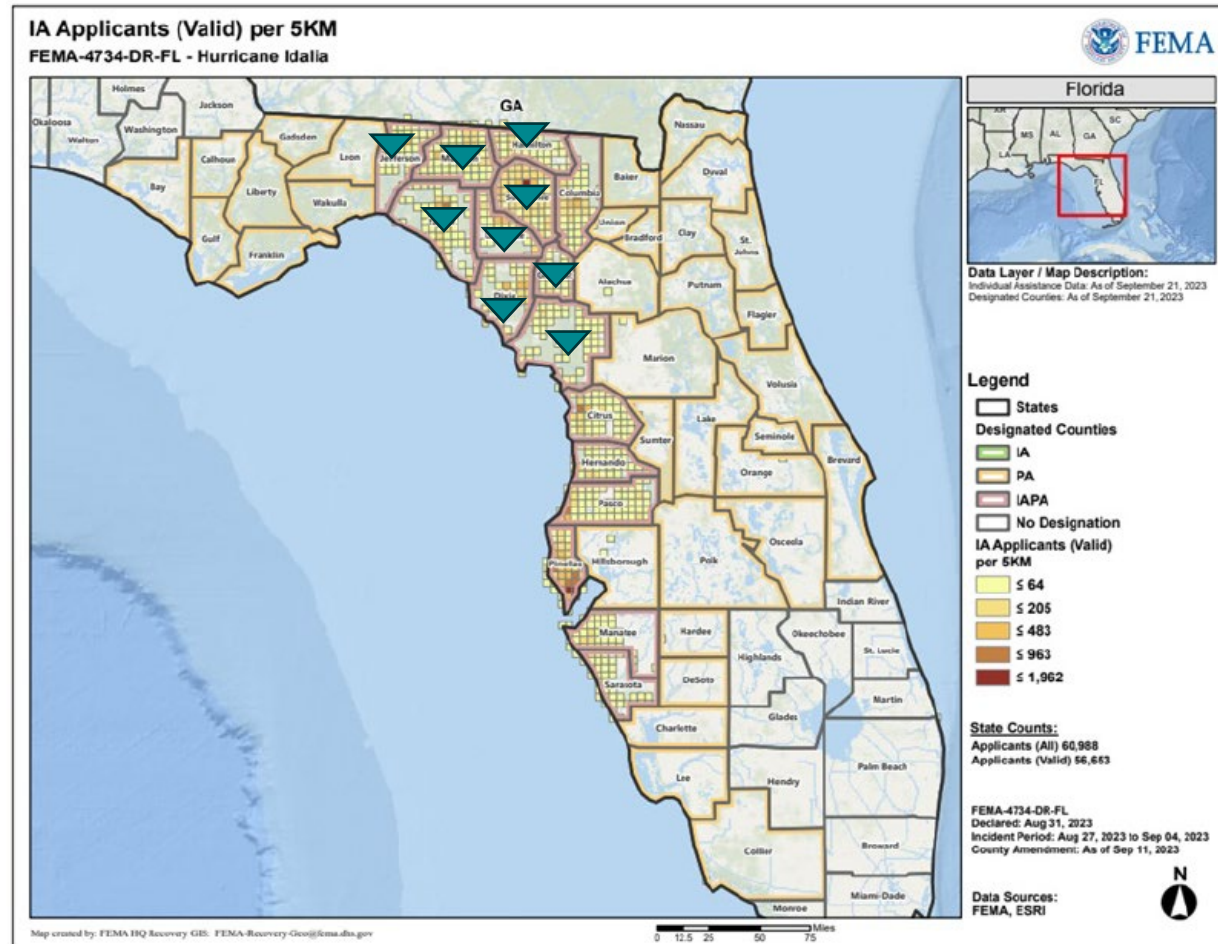 IA Applicants (Valid) per 5KM
FEMA-4734-DR-FL - Hurricane Idalia
FEMA
Florida
MS
AL
GA
SC
LA
FL
Data Layer / Map Description:
Individual Assistance Data: As of September 21, 2023
Designated Counties: As of September 21, 2023
Legend
States
Designated Counties
IA
PA
IAPA
No Designation
IA Applicants (Valid)
per 5KM
≤ 64
≤ 205
≤ 483
≤ 963
≤ 1,962
State Counts:
Applicants (All) 60,988
Applicants (Valid) 56,653
FEMA-4734-DR-FL
Declared: Aug 31, 2023
Incident Period: Aug 27, 2023 to Sep 04, 2023
County Amendment: As of Sep 11, 2023
Data Sources:
FEMA, ESRI
N
GA
Holmes
Jackson
Okaloosa
Walton
Washington
Gadsden
Leon
Jefferson
Hamilton
Nassau
Calhoun
Liberty
Wakulla
Bay
Gulf
Franklin
Columbia
Baker
Duval
Union
Bradford
Clay
St.
Johns
Dixie
Alachua
Putnam
Flagler
Marion
Volusia
Citrus
Sumter
Lake
Seminole
Hernando
Orange
Brevard
Pasco
Pinellas
Hillsborough
Polk
Osceola
Indian River
Manatee
Hardee
Highlands
Okeechobee
St. Lucie
Sarasota
DeSoto
Martin
Charlotte
Glades
Lee
Hendry
Palm Beach
Collier
Broward
Monroe
Miami-Dade
Map created by: FEMA HQ Recovery GIS: FEMA-Recovery-Geo@fema.dhs.gov
Miles
0 12.5 25 50 75